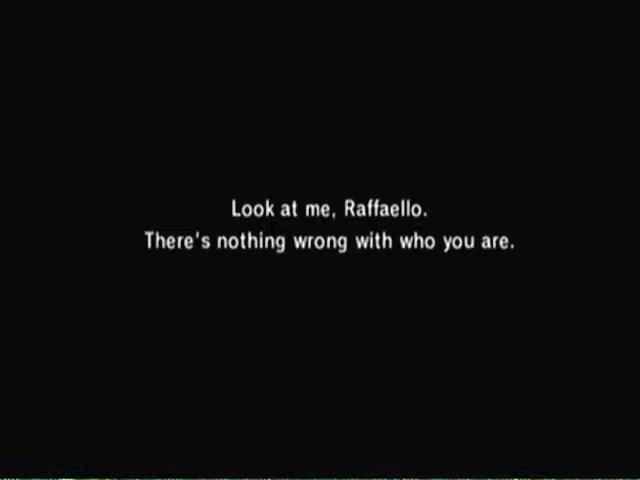 Look at me, Raffaello.
There's nothing wrong with who you are.